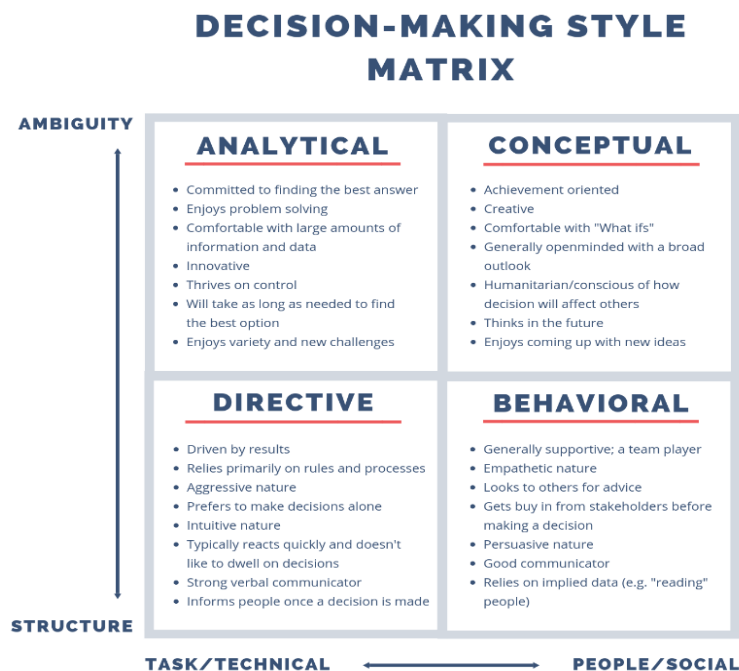 DECISION-MAKING STYLE
MATRIX
AMBIGUITY
ANALYTICAL
• Committed to finding the best answer
• Enjoys problem solving
• Comfortable with large amounts of
information and data
• Innovative
• Thrives on control
• Will take as long as needed to find
the best option
• Enjoys variety and new challenges
CONCEPTUAL
• Achievement oriented
• Creative
• Comfortable with "What ifs"
• Generally openminded with a broad
outlook
• Humanitarian/conscious of how
decision will affect others
• Thinks in the future
• Enjoys coming up with new ideas
DIRECTIVE
• Driven by results
• Relies primarily on rules and processes
• Aggressive nature
• Prefers to make decisions alone
• Intuitive nature
• Typically reacts quickly and doesn't
like to dwell on decisions
• Strong verbal communicator
• Informs people once a decision is made
BEHAVIORAL
• Generally supportive; a team player
• Empathetic nature
• Looks to others for advice
• Gets buy in from stakeholders before
making a decision
• Persuasive nature
• Good communicator
• Relies on implied data (e.g. "reading"
people)
STRUCTURE
TASK/TECHNICAL
PEOPLE/SOCIAL